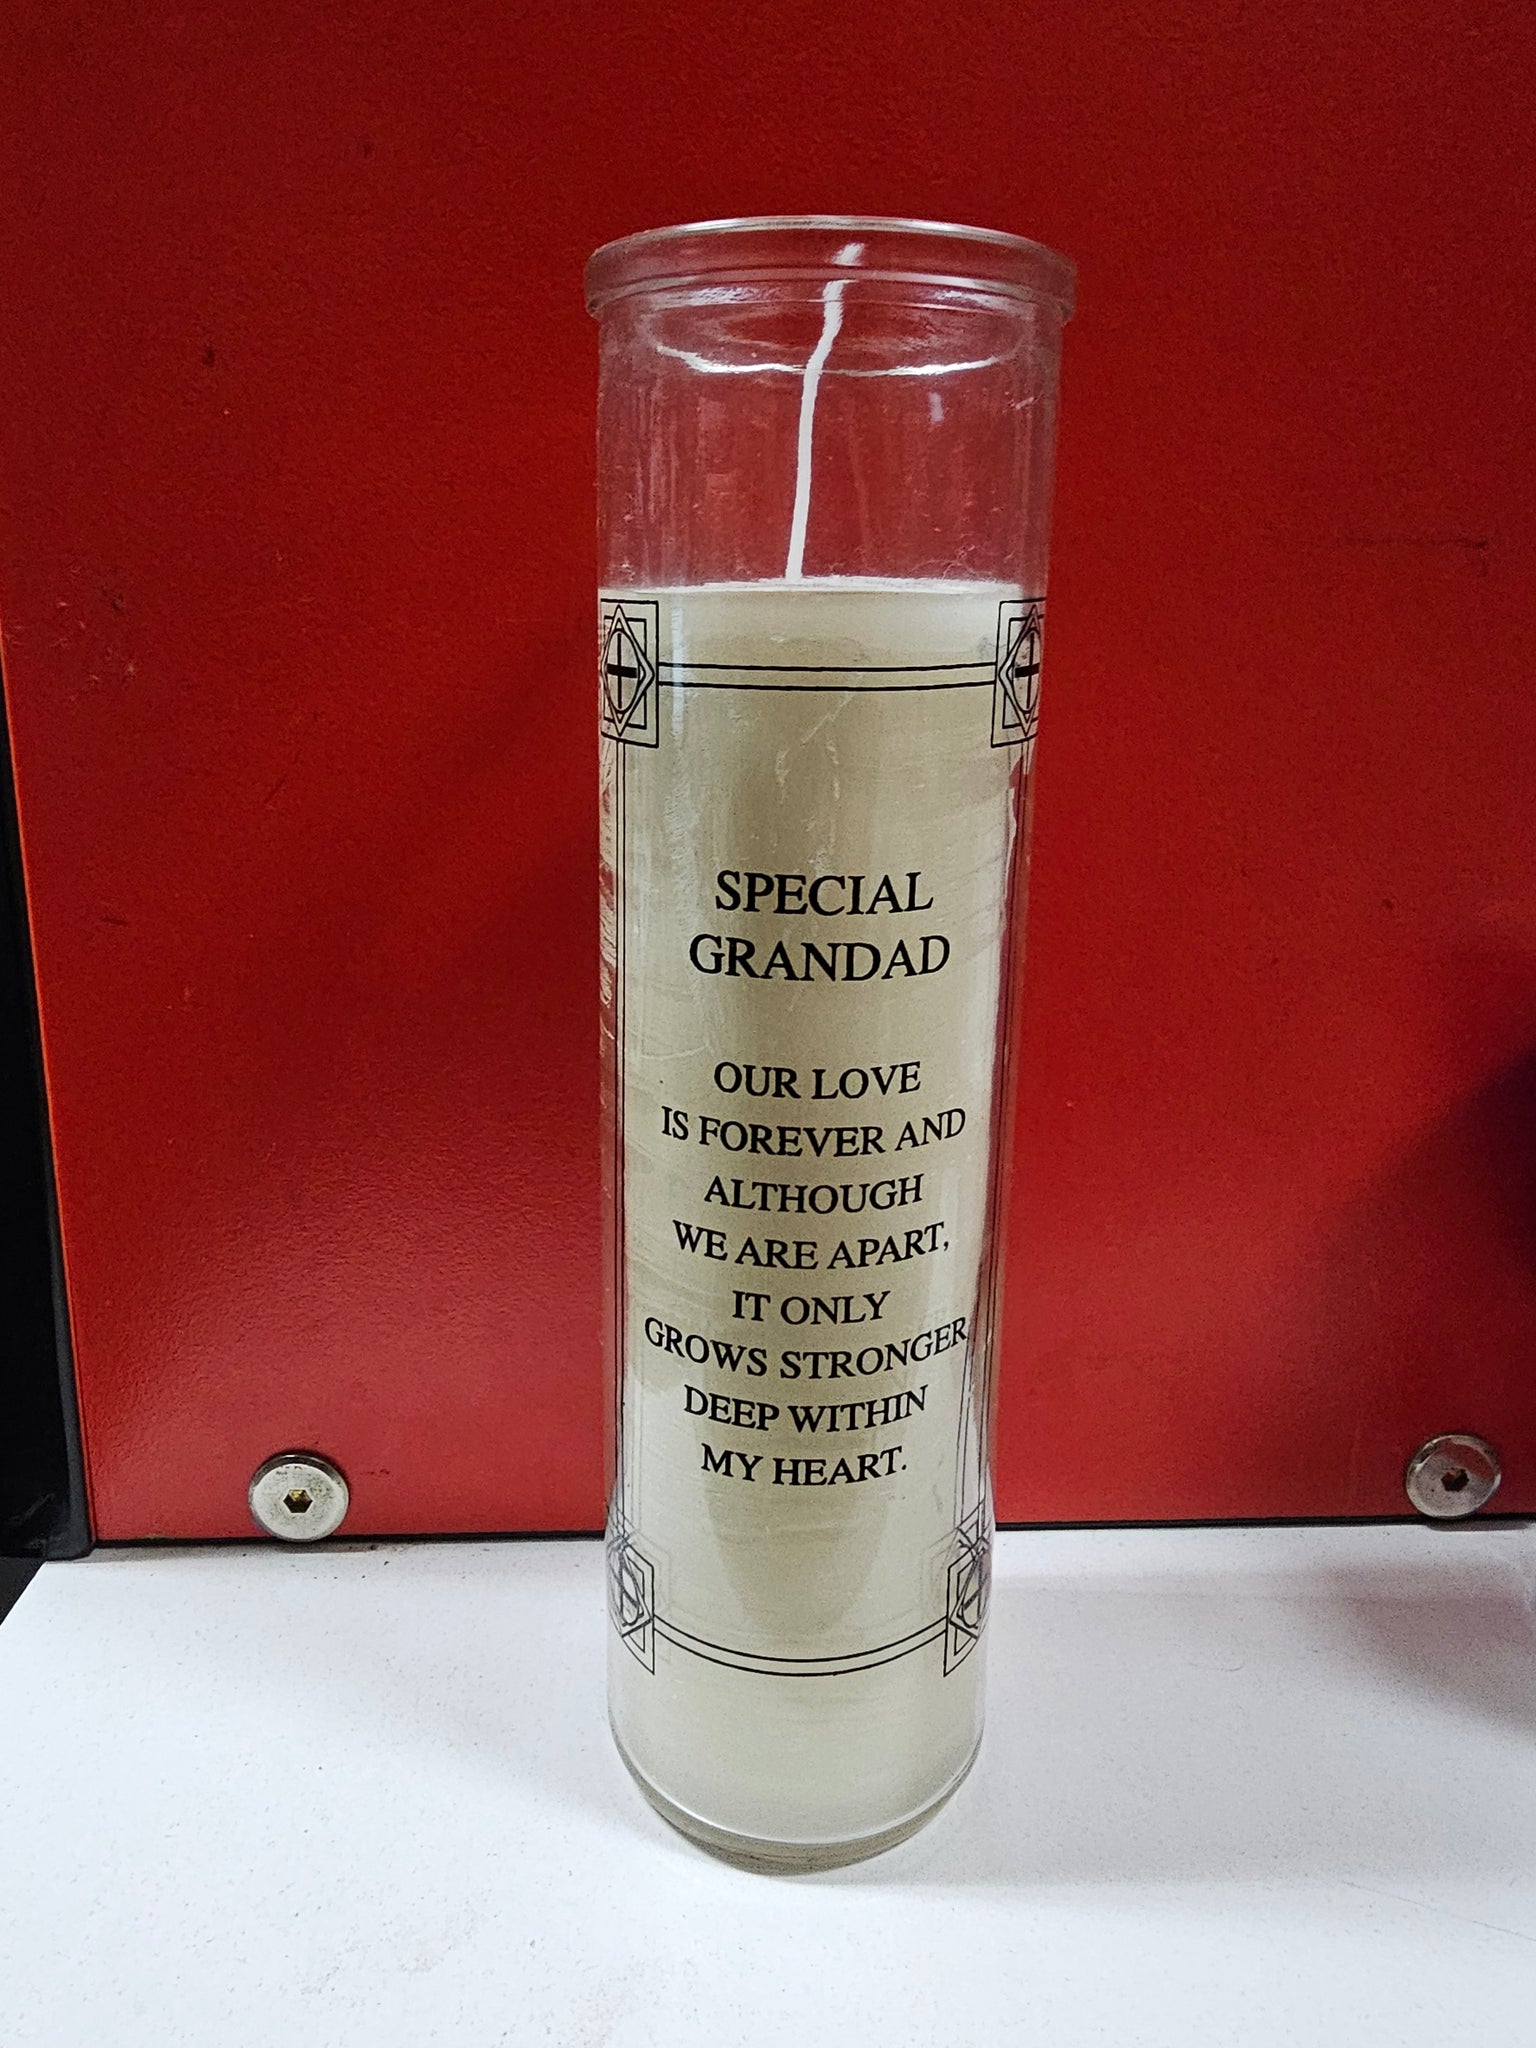 SPECIAL
GRANDAD
OUR LOVE
IS FOREVER AND
ALTHOUGH
WE ARE APART,
IT ONLY
GROWS STRONGER
DEEP WITHIN
MY HEART.